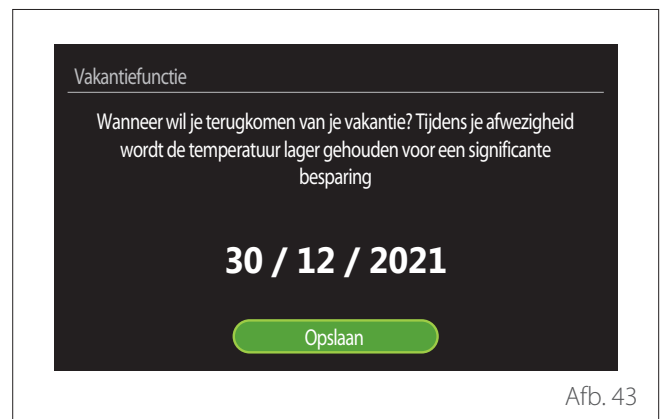 Vakantiefunctie
Wanneer wil je terugkomen van je vakantie? Tijdens je afwezigheid
wordt de temperatuur lager gehouden voor een significante
besparing
30 / 12 / 2021
Opslaan
Afb. 43